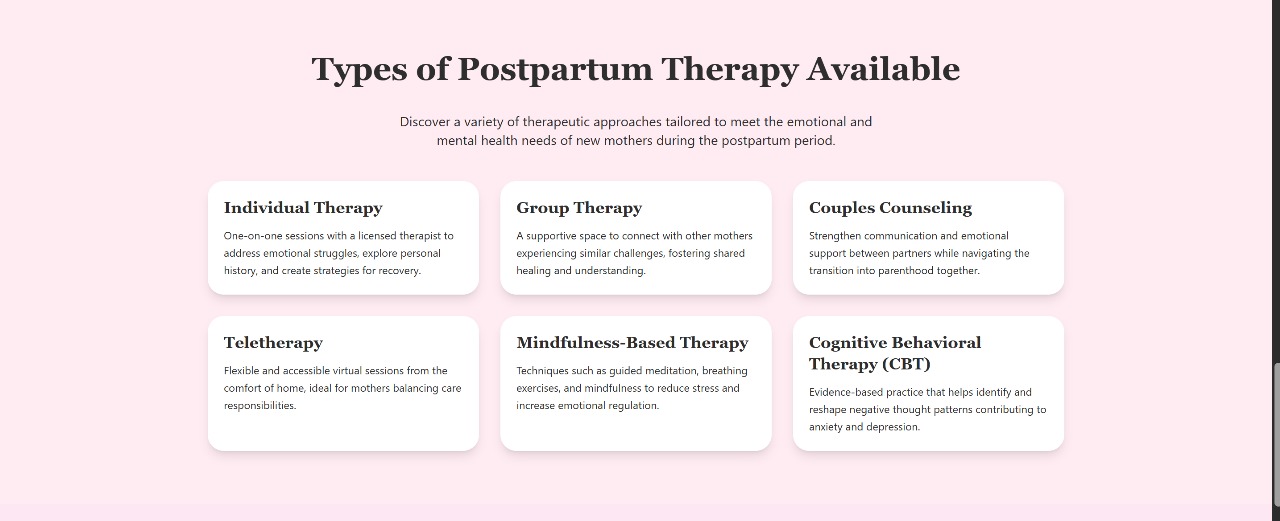 Types of Postpartum Therapy Available
Discover a variety of therapeutic approaches tailored to meet the emotional and
mental health needs of new mothers during the postpartum period.
Individual Therapy
One-on-one sessions with a licensed therapist to
address emotional struggles, explore personal
history, and create strategies for recovery.
Group Therapy
A supportive space to connect with other mothers
experiencing similar challenges, fostering shared
healing and understanding.
Couples Counseling
Strengthen communication and emotional
support between partners while navigating the
transition into parenthood together.
Teletherapy
Flexible and accessible virtual sessions from the
comfort of home, ideal for mothers balancing care
responsibilities.
Mindfulness-Based Therapy
Techniques such as guided meditation, breathing
exercises, and mindfulness to reduce stress and
increase emotional regulation.
Cognitive Behavioral
Therapy (CBT)
Evidence-based practice that helps identify and
reshape negative thought patterns contributing to
anxiety and depression.